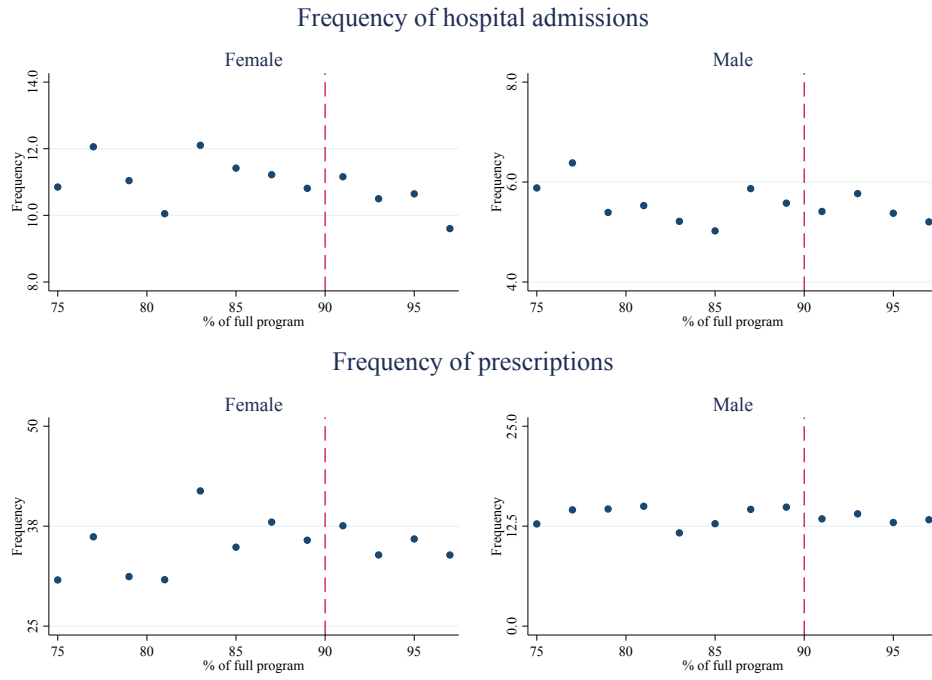 Frequency of hospital admissions
Female
Frequency
14.0
12.0
10.0
8.0
75 80 85 90 95
% of full program
Male
Frequency
8.0
6.0
4.0
75 80 85 90 95
% of full program
Frequency of prescriptions
Female
Frequency
50
38
25
75 80 85 90 95
% of full program
Male
Frequency
25.0
12.5
0.0
75 80 85 90 95
% of full program